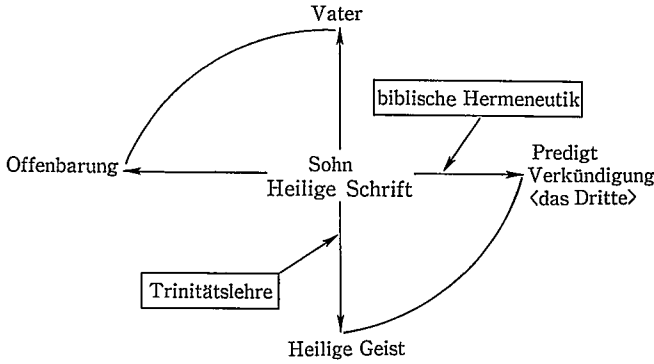 Vater
biblische Hermeneutik
Offenbarung
Sohn
Heilige Schrift
Predigt
Verkündigung
<das Dritte>
Trinitätslehre
Heilige Geist